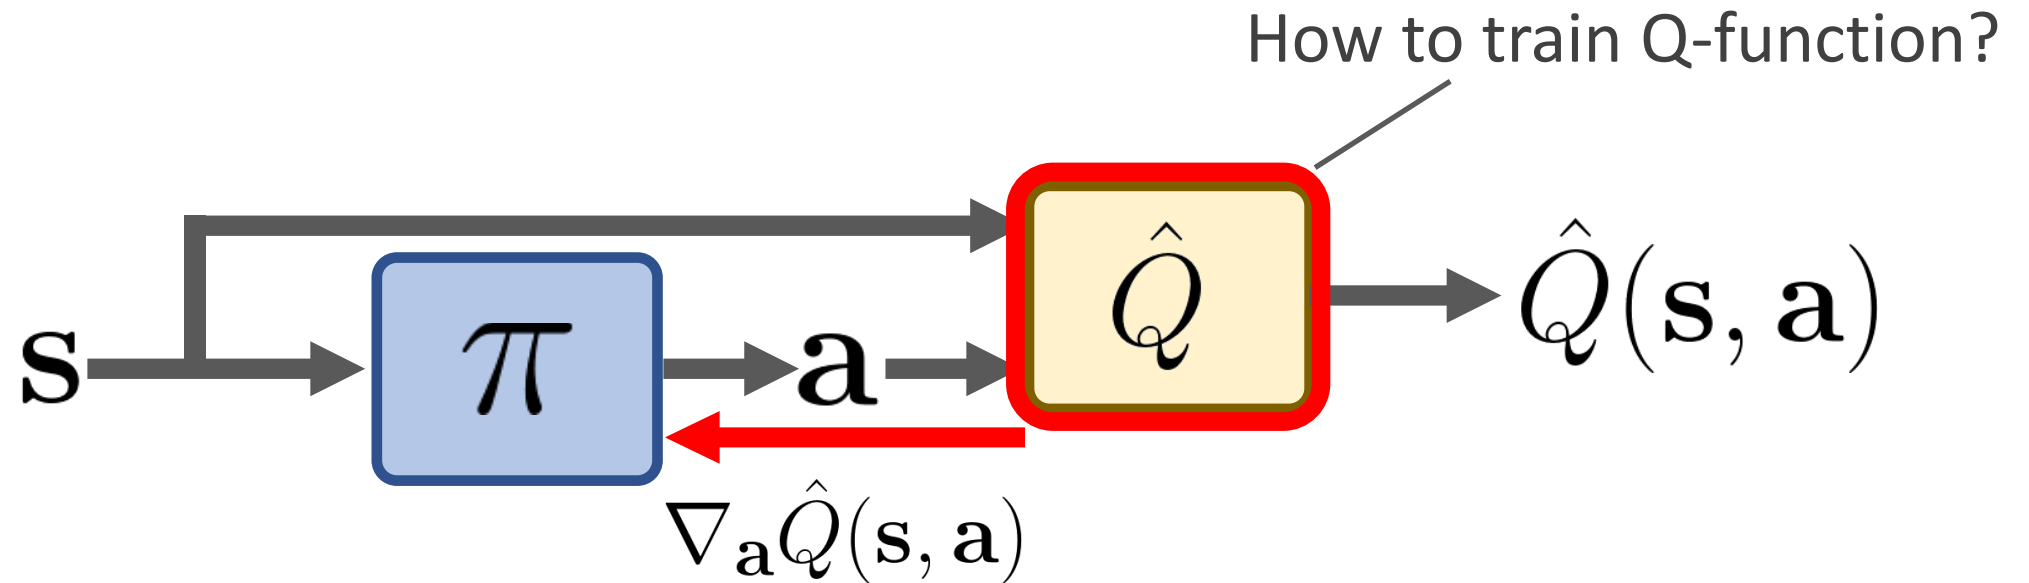 How to train Q-function?
s
π
a
Q̂
Q̂(s, a)
∇ₐQ̂(s, a)